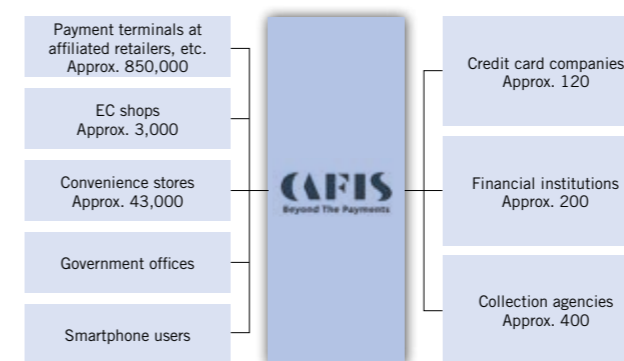 Payment terminals at
affiliated retailers, etc.
Approx. 850,000
EC shops
Approx. 3,000
Convenience stores
Approx. 43,000
Government offices
Smartphone users
CAFIS
Beyond The Payments
Credit card companies
Approx. 120
Financial institutions
Approx. 200
Collection agencies
Approx. 400